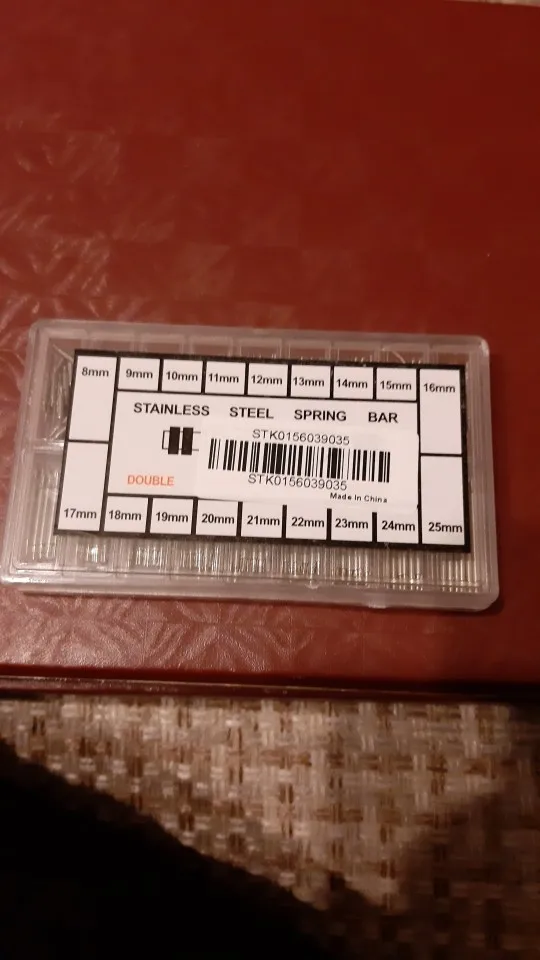 8mm 9mm 10mm 11mm 12mm 13mm 14mm 15mm 16mm
STAINLESS STEEL SPRING BAR
STK0156039035
STK0156039035
Made In China
DOUBLE
17mm 18mm 19mm 20mm 21mm 22mm 23mm 24mm 25mm